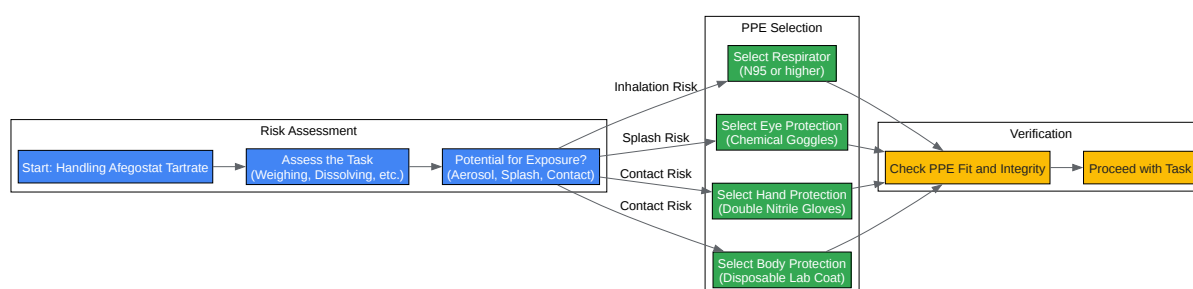 Risk Assessment
Start: Handling Afegostat Tartrate
Assess the Task
(Weighing, Dissolving, etc.)
Potential for Exposure?
(Aerosol, Splash, Contact)
Inhalation Risk
Splash Risk
Contact Risk
Contact Risk
PPE Selection
Select Respirator
(N95 or higher)
Select Eye Protection
(Chemical Goggles)
Select Hand Protection
(Double Nitrile Gloves)
Select Body Protection
(Disposable Lab Coat)
Verification
Check PPE Fit and Integrity
Proceed with Task